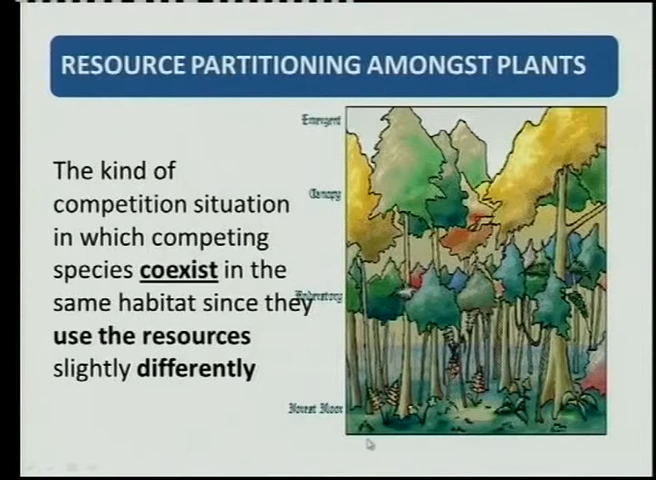 RESOURCE PARTITIONING AMONGST PLANTS
The kind of
competition situation
in which competing
species coexist in the
same habitat since they
use the resources
slightly differently
Emergent
Canopy
Understory
Forest Floor